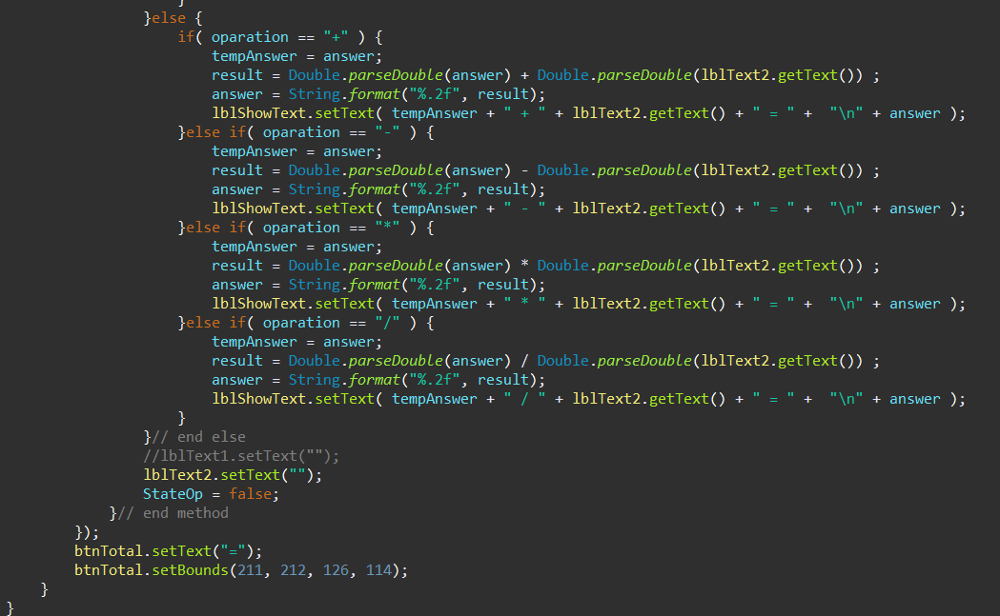 }
}else {
if( oparation == "+" ) {
tempAnswer = answer;
result = Double.parseDouble(answer) + Double.parseDouble(lblText2.getText()) ;
answer = String.format("%.2f", result);
lblShowText.setText( tempAnswer + " + " + lblText2.getText() + " = " +  "\n" + answer );
}else if( oparation == "-" ) {
tempAnswer = answer;
result = Double.parseDouble(answer) - Double.parseDouble(lblText2.getText()) ;
answer = String.format("%.2f", result);
lblShowText.setText( tempAnswer + " - " + lblText2.getText() + " = " +  "\n" + answer );
}else if( oparation == "*" ) {
tempAnswer = answer;
result = Double.parseDouble(answer) * Double.parseDouble(lblText2.getText()) ;
answer = String.format("%.2f", result);
lblShowText.setText( tempAnswer + " * " + lblText2.getText() + " = " +  "\n" + answer );
}else if( oparation == "/" ) {
tempAnswer = answer;
result = Double.parseDouble(answer) / Double.parseDouble(lblText2.getText()) ;
answer = String.format("%.2f", result);
lblShowText.setText( tempAnswer + " / " + lblText2.getText() + " = " +  "\n" + answer );
}
}// end else
//lblText1.setText("");
lblText2.setText("");
StateOp = false;
}// end method
});
btnTotal.setText("=");
btnTotal.setBounds(211, 212, 126, 114);
}
}